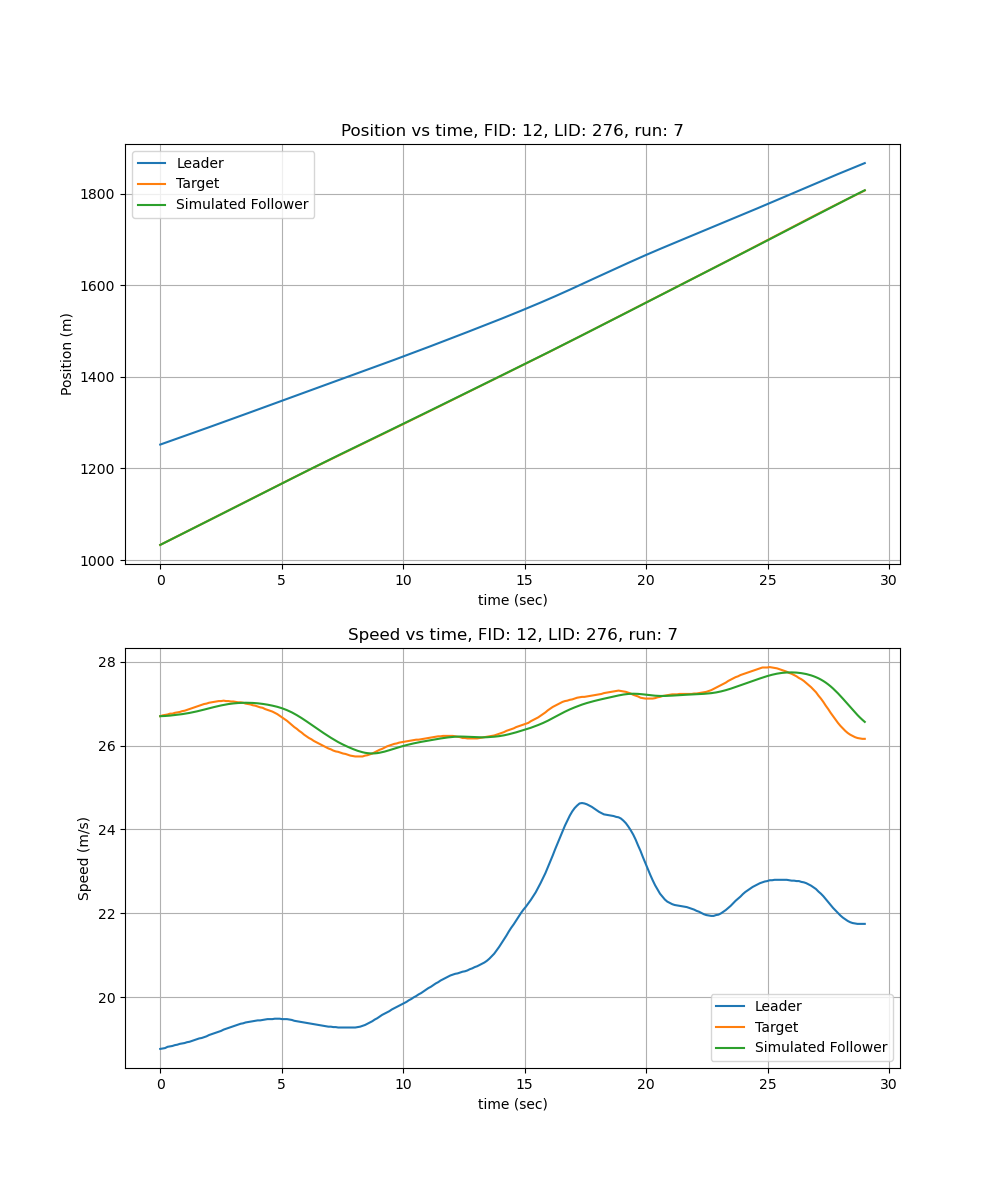 Position vs time, FID: 12, LID: 276, run: 7
Leader
Target
Simulated Follower
1800
1600
1400
1200
1000
Position (m)
0 5 10 15 20 25 30
time (sec)
Speed vs time, FID: 12, LID: 276, run: 7
28
26
24
22
20
Speed (m/s)
Leader
Target
Simulated Follower
0 5 10 15 20 25 30
time (sec)